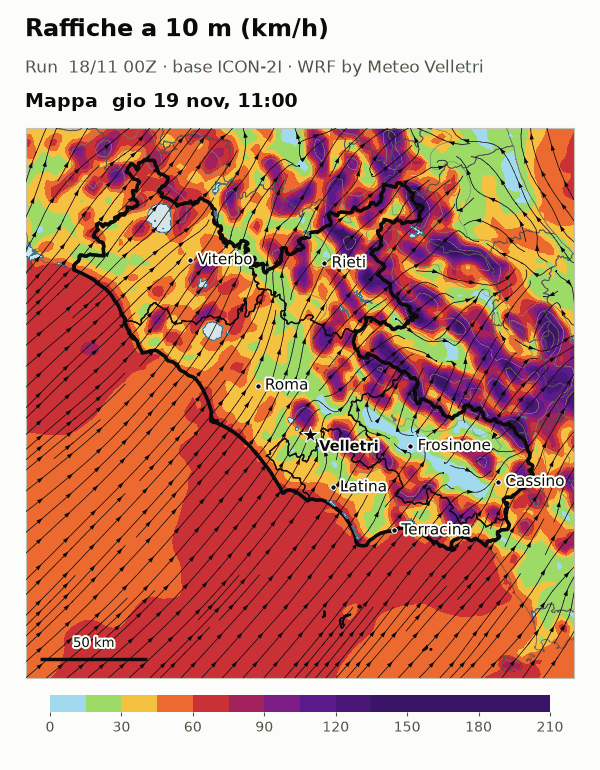 Raffiche a 10 m (km/h)
Run 18/11 00Z · base ICON-2I · WRF by Meteo Velletri
Mappa gio 19 nov, 11:00
Viterbo
Rieti
Roma
Velletri
Frosinone
Cassino
Latina
Terracina
50 km
0 30 60 90 120 150 180 210